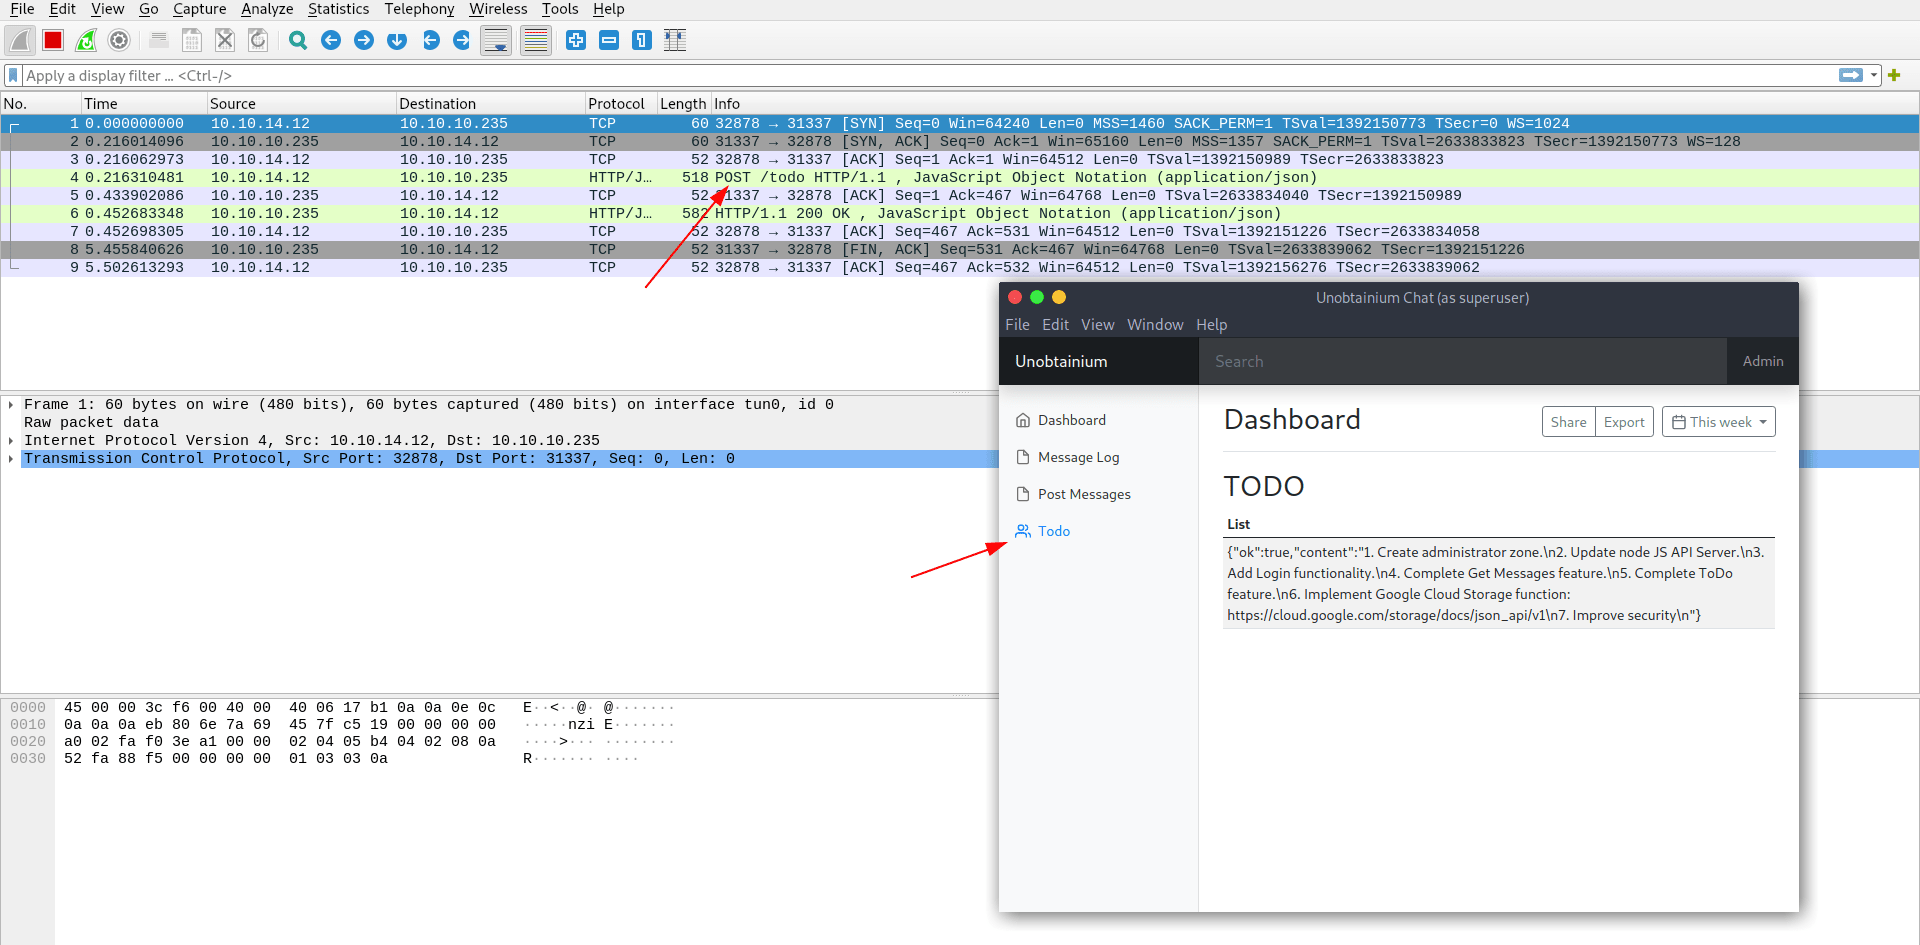 File Edit View Go Capture Analyze Statistics Telephony Wireless Tools Help
Apply a display filter … <Ctrl-/>
No. Time Source Destination Protocol Length Info
1 0.000000000 10.10.14.12 10.10.10.235 TCP 60 32878 → 31337 [SYN] Seq=0 Win=64240 Len=0 MSS=1460 SACK_PERM=1 TSval=1392150773 TSecr=0 WS=1024
2 0.216014096 10.10.10.235 10.10.14.12 TCP 60 31337 → 32878 [SYN, ACK] Seq=0 Ack=1 Win=65160 Len=0 MSS=1357 SACK_PERM=1 TSval=2633833823 TSecr=1392150773 WS=128
3 0.216062973 10.10.14.12 10.10.10.235 TCP 52 32878 → 31337 [ACK] Seq=1 Ack=1 Win=64512 Len=0 TSval=1392150989 TSecr=2633833823
4 0.216310481 10.10.14.12 10.10.10.235 HTTP/J… 518 POST /todo HTTP/1.1 , JavaScript Object Notation (application/json)
5 0.433902086 10.10.10.235 10.10.14.12 TCP 52 31337 → 32878 [ACK] Seq=1 Ack=467 Win=64768 Len=0 TSval=2633834040 TSecr=1392150989
6 0.452683348 10.10.10.235 10.10.14.12 HTTP/J… 582 HTTP/1.1 200 OK , JavaScript Object Notation (application/json)
7 0.452698305 10.10.14.12 10.10.10.235 TCP 52 32878 → 31337 [ACK] Seq=467 Ack=531 Win=64512 Len=0 TSval=1392151226 TSecr=2633834058
8 5.455840626 10.10.10.235 10.10.14.12 TCP 52 31337 → 32878 [FIN, ACK] Seq=531 Ack=467 Win=64768 Len=0 TSval=2633839062 TSecr=1392151226
9 5.502613293 10.10.14.12 10.10.10.235 TCP 52 32878 → 31337 [ACK] Seq=467 Ack=532 Win=64512 Len=0 TSval=1392156276 TSecr=2633839062
Frame 1: 60 bytes on wire (480 bits), 60 bytes captured (480 bits) on interface tun0, id 0
Raw packet data
Internet Protocol Version 4, Src: 10.10.14.12, Dst: 10.10.10.235
Transmission Control Protocol, Src Port: 32878, Dst Port: 31337, Seq: 0, Len: 0
0000 45 00 00 3c f6 00 40 00 40 06 17 b1 0a 0a 0e 0c E··<··@· @·······
0010 0a 0a 0a eb 80 6e 7a 69 45 7f c5 19 00 00 00 00 ·····nzi E·······
0020 a0 02 fa f0 3e a1 00 00 02 04 05 b4 04 02 08 0a ····>··· ········
0030 52 fa 88 f5 00 00 00 00 01 03 03 0a R······· ····
Unobtainium Chat (as superuser)
File Edit View Window Help
Unobtainium Search Admin
Dashboard
Message Log
Post Messages
Todo
Dashboard Share Export This week
TODO
List
{"ok":true,"content":"1. Create administrator zone.\n2. Update node JS API Server.\n3.
Add Login functionality.\n4. Complete Get Messages feature.\n5. Complete ToDo
feature.\n6. Implement Google Cloud Storage function:
https://cloud.google.com/storage/docs/json_api/v1\n7. Improve security\n"}